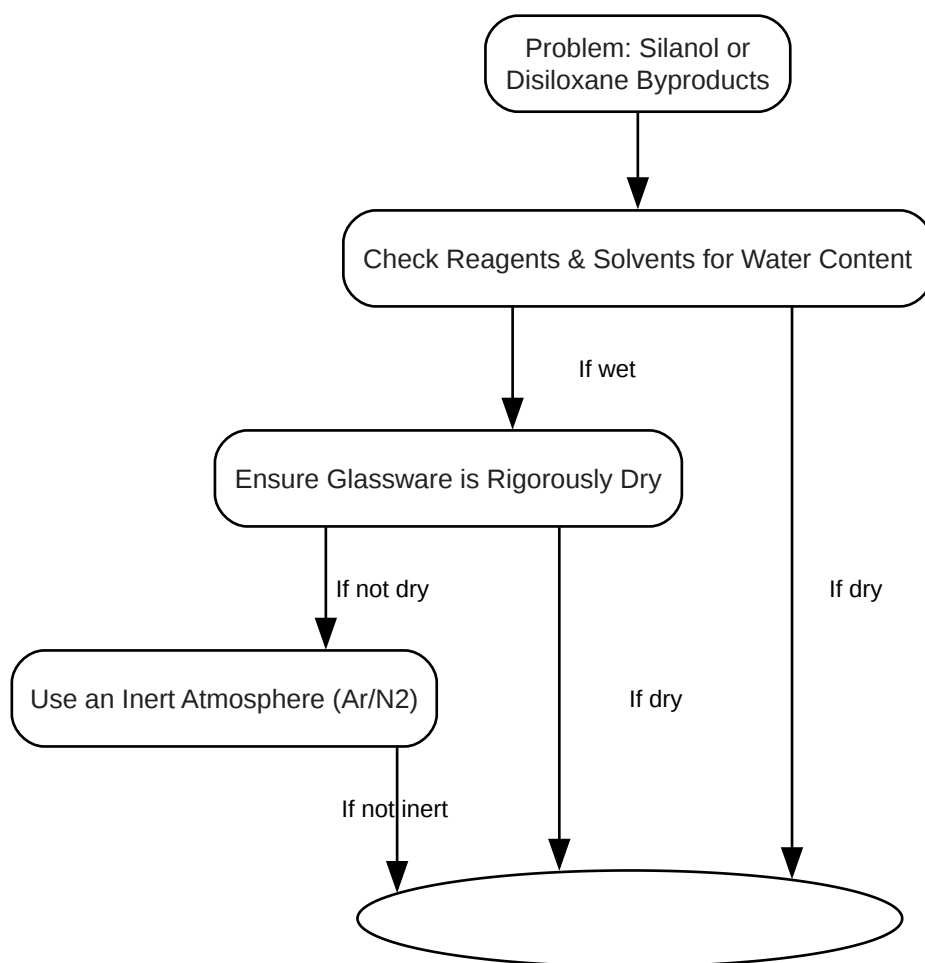 Problem: Silanol or
Disiloxane Byproducts
Check Reagents & Solvents for Water Content
If wet
Ensure Glassware is Rigorously Dry
If not dry
If dry
Use an Inert Atmosphere (Ar/N2)
If dry
If not inert